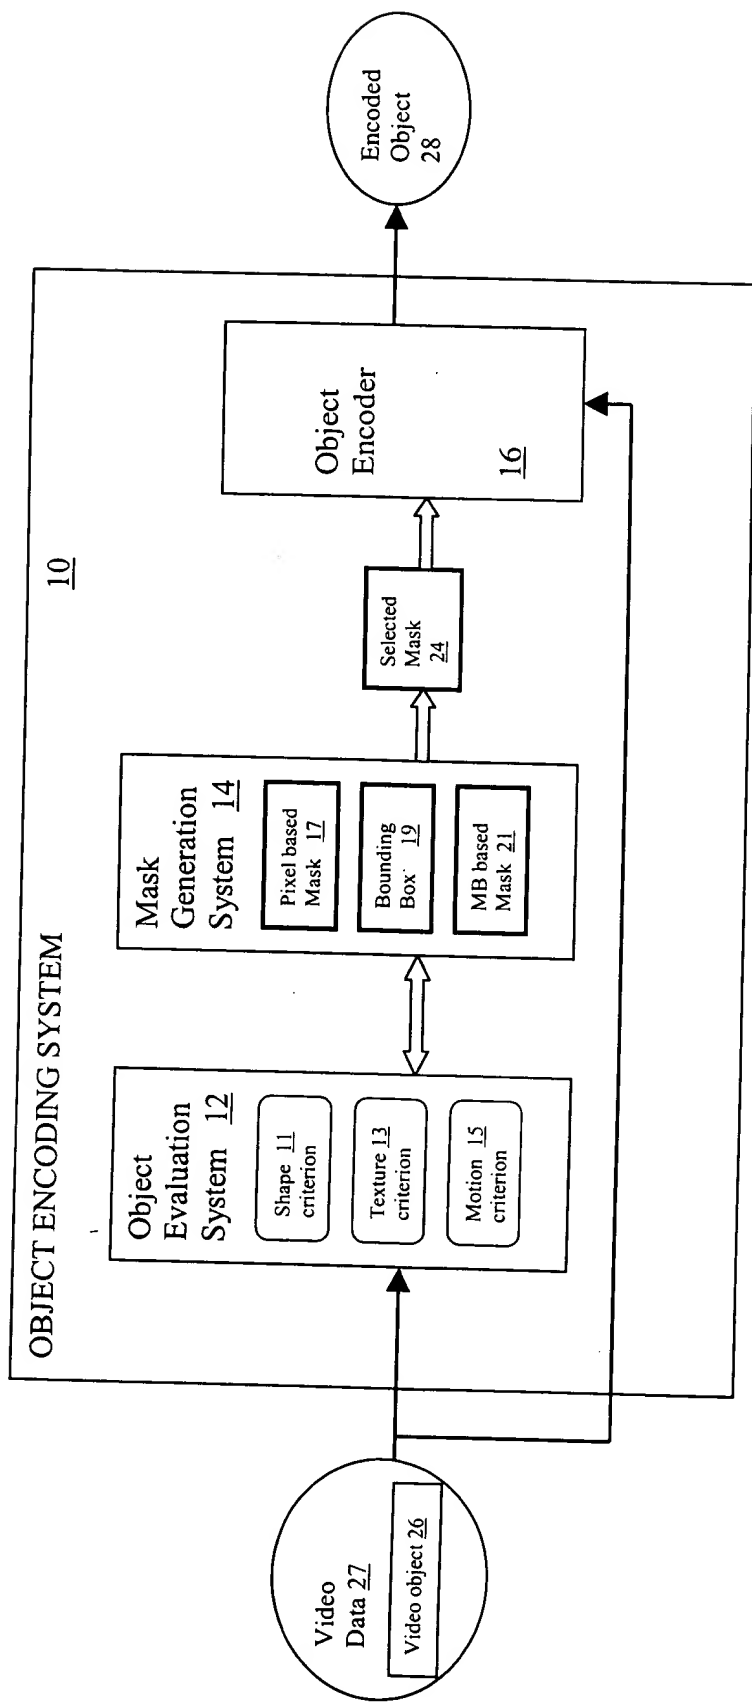 OBJECT ENCODING SYSTEM
10
Video
Data 27
Video object 26
Object
Evaluation
System 12
Shape 11
criterion
Texture 13
criterion
Motion 15
criterion
Mask
Generation
System 14
Pixel based
Mask 17
Bounding
Box 19
MB based
Mask 21
Selected
Mask
24
Object
Encoder
16
Encoded
Object
28